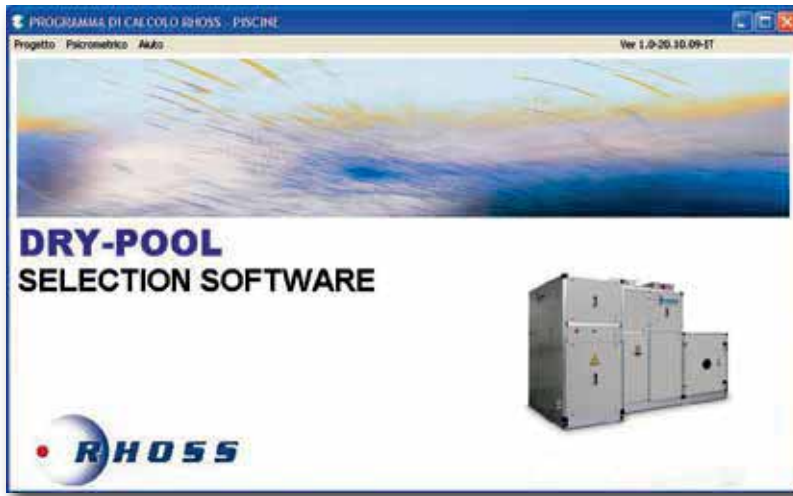 PROGRAMMA DI CALCOLO RHOSS - PISCINE
Progetto Psicrometrico Aiuto
Ver 1.0-20.10.09-IT
DRY-POOL
SELECTION SOFTWARE
RHOSS